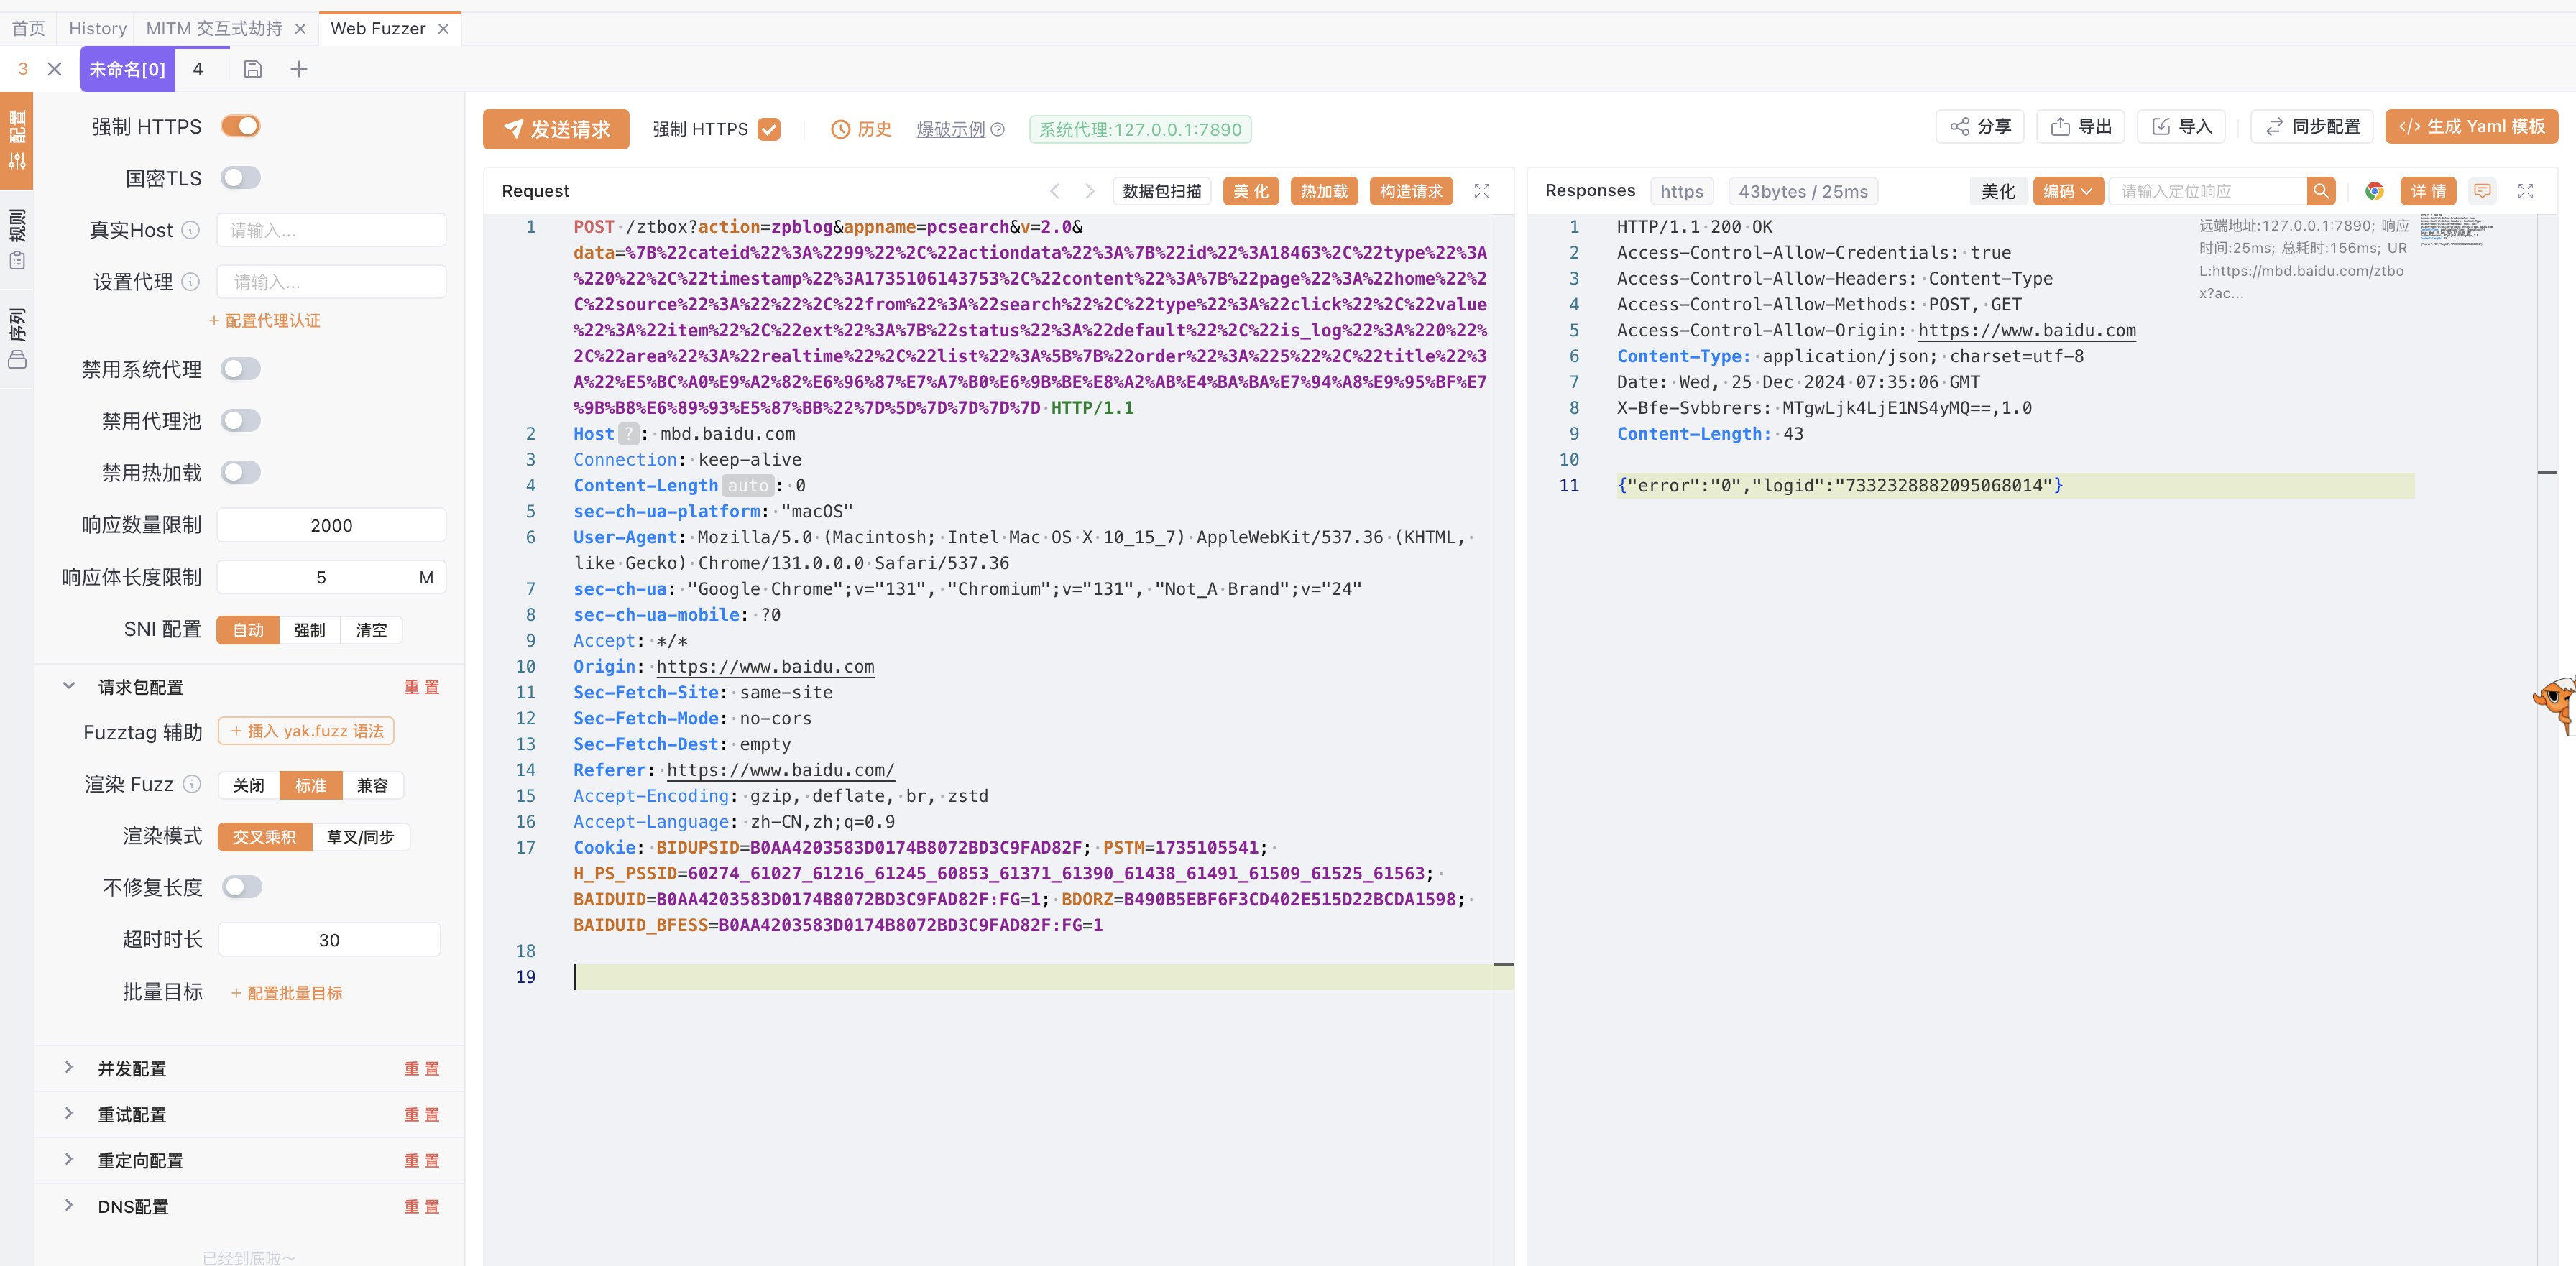 首页 History MITM 交互式劫持 Web Fuzzer
3 未命名[0] 4
配置
规则
序列
强制 HTTPS
国密TLS
真实Host 请输入...
设置代理 请输入...
+ 配置代理认证
禁用系统代理
禁用代理池
禁用热加载
响应数量限制 2000
响应体长度限制 5 M
SNI 配置 自动 强制 清空
请求包配置 重置
Fuzztag 辅助 + 插入 yak.fuzz 语法
渲染 Fuzz 关闭 标准 兼容
渲染模式 交叉乘积 草叉/同步
不修复长度
超时时长 30
批量目标 + 配置批量目标
并发配置 重置
重试配置 重置
重定向配置 重置
DNS配置 重置
已经到底啦～
发送请求 强制 HTTPS 历史 爆破示例 系统代理:127.0.0.1:7890 分享 导出 导入 同步配置 </> 生成 Yaml 模板
Request 数据包扫描 美化 热加载 构造请求
1 POST /ztbox?action=zpblog&appname=pcsearch&v=2.0&
data=%7B%22cateid%22%3A%2299%22%2C%22actiondata%22%3A%7B%22id%22%3A18463%2C%22type%22%3A
%220%22%2C%22timestamp%22%3A1735106143753%2C%22content%22%3A%7B%22page%22%3A%22home%22%2
C%22source%22%3A%22%22%2C%22from%22%3A%22search%22%2C%22type%22%3A%22click%22%2C%22value
%22%3A%22item%22%2C%22ext%22%3A%7B%22status%22%3A%22default%22%2C%22is_log%22%3A%220%22%
2C%22area%22%3A%22realtime%22%2C%22list%22%3A%5B%7B%22order%22%3A%225%22%2C%22title%22%3
A%22%E5%BC%A0%E9%A2%82%E6%96%87%E7%A7%B0%E6%9B%BE%E8%A2%AB%E4%BA%BA%E7%94%A8%E9%95%BF%E7
%9B%B8%E6%89%93%E5%87%BB%22%7D%5D%7D%7D%7D%7D HTTP/1.1
2 Host ? : mbd.baidu.com
3 Connection: keep-alive
4 Content-Length auto : 0
5 sec-ch-ua-platform: "macOS"
6 User-Agent: Mozilla/5.0 (Macintosh; Intel Mac OS X 10_15_7) AppleWebKit/537.36 (KHTML,
like Gecko) Chrome/131.0.0.0 Safari/537.36
7 sec-ch-ua: "Google Chrome";v="131", "Chromium";v="131", "Not_A Brand";v="24"
8 sec-ch-ua-mobile: ?0
9 Accept: */*
10 Origin: https://www.baidu.com
11 Sec-Fetch-Site: same-site
12 Sec-Fetch-Mode: no-cors
13 Sec-Fetch-Dest: empty
14 Referer: https://www.baidu.com/
15 Accept-Encoding: gzip, deflate, br, zstd
16 Accept-Language: zh-CN,zh;q=0.9
17 Cookie: BIDUPSID=B0AA4203583D0174B8072BD3C9FAD82F; PSTM=1735105541;
H_PS_PSSID=60274_61027_61216_61245_60853_61371_61390_61438_61491_61509_61525_61563;
BAIDUID=B0AA4203583D0174B8072BD3C9FAD82F:FG=1; BDORZ=B490B5EBF6F3CD402E515D22BCDA1598;
BAIDUID_BFESS=B0AA4203583D0174B8072BD3C9FAD82F:FG=1
18
19
Responses https 43bytes / 25ms 美化 编码 请输入定位响应 详情
1 HTTP/1.1 200 OK
2 Access-Control-Allow-Credentials: true
3 Access-Control-Allow-Headers: Content-Type
4 Access-Control-Allow-Methods: POST, GET
5 Access-Control-Allow-Origin: https://www.baidu.com
6 Content-Type: application/json; charset=utf-8
7 Date: Wed, 25 Dec 2024 07:35:06 GMT
8 X-Bfe-Svbbrers: MTgwLjk4LjE1NS4yMQ==,1.0
9 Content-Length: 43
10
11 {"error":"0","logid":"7332328882095068014"}
远端地址:127.0.0.1:7890; 响应
时间:25ms; 总耗时:156ms; UR
L:https://mbd.baidu.com/ztbo
x?ac...